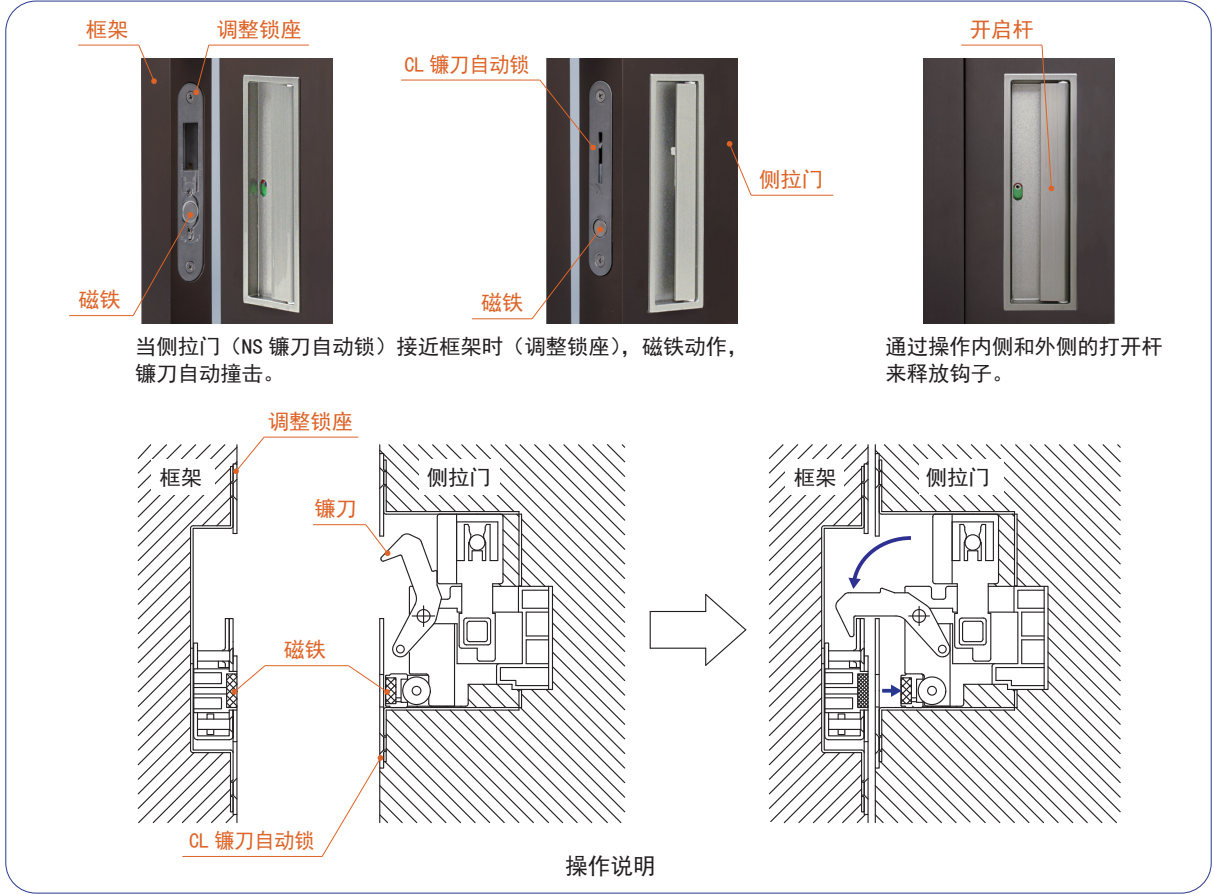 框架
调整锁座
CL 镰刀自动锁
开启杆
侧拉门
磁铁
磁铁
当侧拉门（NS 镰刀自动锁）接近框架时（调整锁座），磁铁动作，
镰刀自动撞击。
通过操作内侧和外侧的打开杆
来释放钩子。
调整锁座
框架
侧拉门
镰刀
磁铁
CL 镰刀自动锁
框架
侧拉门
操作说明